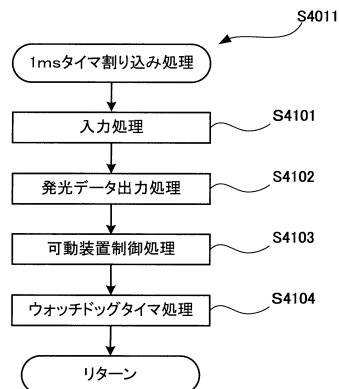 S4011
1msタイマ割り込み処理
入力処理
S4101
発光データ出力処理
S4102
可動装置制御処理
S4103
ウォッチドッグタイマ処理
S4104
リターン